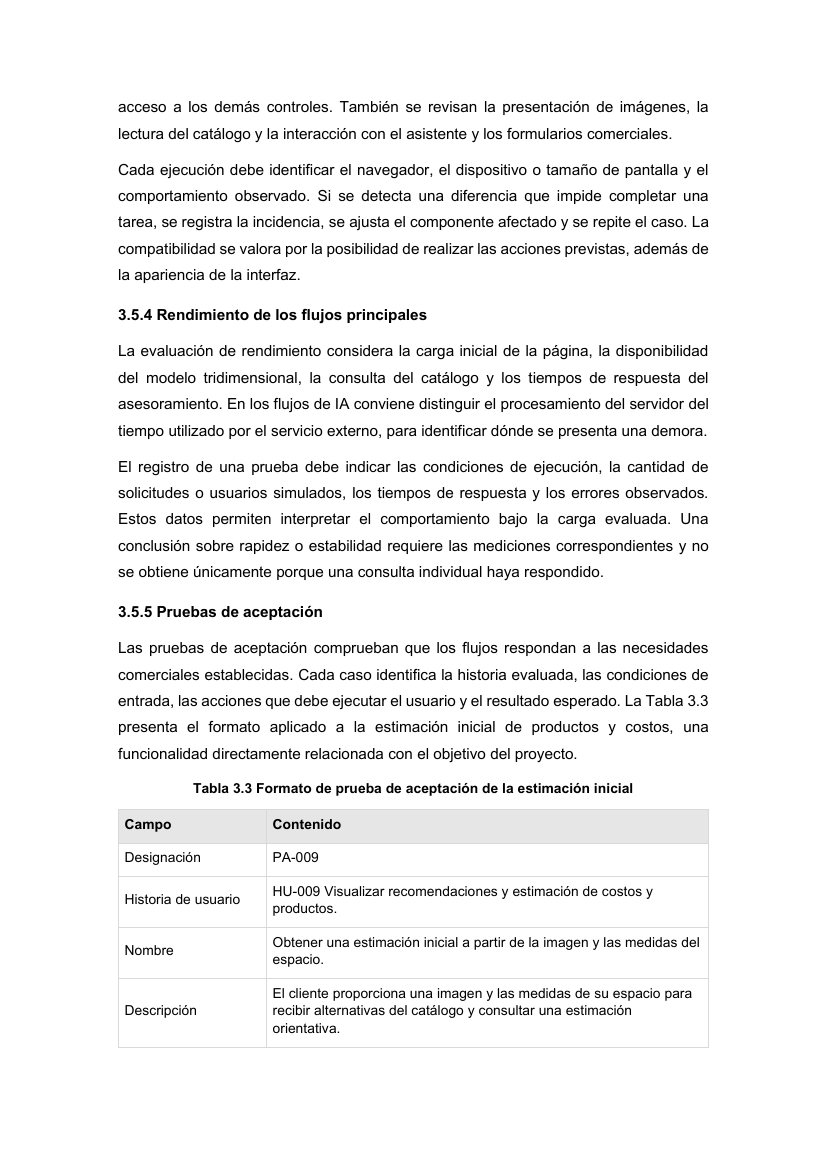 acceso a los demás controles. También se revisan la presentación de imágenes, la
lectura del catálogo y la interacción con el asistente y los formularios comerciales.
Cada ejecución debe identificar el navegador, el dispositivo o tamaño de pantalla y el
comportamiento observado. Si se detecta una diferencia que impide completar una
tarea, se registra la incidencia, se ajusta el componente afectado y se repite el caso. La
compatibilidad se valora por la posibilidad de realizar las acciones previstas, además de
la apariencia de la interfaz.
3.5.4 Rendimiento de los flujos principales
La evaluación de rendimiento considera la carga inicial de la página, la disponibilidad
del modelo tridimensional, la consulta del catálogo y los tiempos de respuesta del
asesoramiento. En los flujos de IA conviene distinguir el procesamiento del servidor del
tiempo utilizado por el servicio externo, para identificar dónde se presenta una demora.
El registro de una prueba debe indicar las condiciones de ejecución, la cantidad de
solicitudes o usuarios simulados, los tiempos de respuesta y los errores observados.
Estos datos permiten interpretar el comportamiento bajo la carga evaluada. Una
conclusión sobre rapidez o estabilidad requiere las mediciones correspondientes y no
se obtiene únicamente porque una consulta individual haya respondido.
3.5.5 Pruebas de aceptación
Las pruebas de aceptación comprueban que los flujos respondan a las necesidades
comerciales establecidas. Cada caso identifica la historia evaluada, las condiciones de
entrada, las acciones que debe ejecutar el usuario y el resultado esperado. La Tabla 3.3
presenta el formato aplicado a la estimación inicial de productos y costos, una
funcionalidad directamente relacionada con el objetivo del proyecto.
Tabla 3.3 Formato de prueba de aceptación de la estimación inicial
Campo Contenido
Designación PA-009
Historia de usuario HU-009 Visualizar recomendaciones y estimación de costos y
productos.
Nombre Obtener una estimación inicial a partir de la imagen y las medidas del
espacio.
Descripción El cliente proporciona una imagen y las medidas de su espacio para
recibir alternativas del catálogo y consultar una estimación
orientativa.